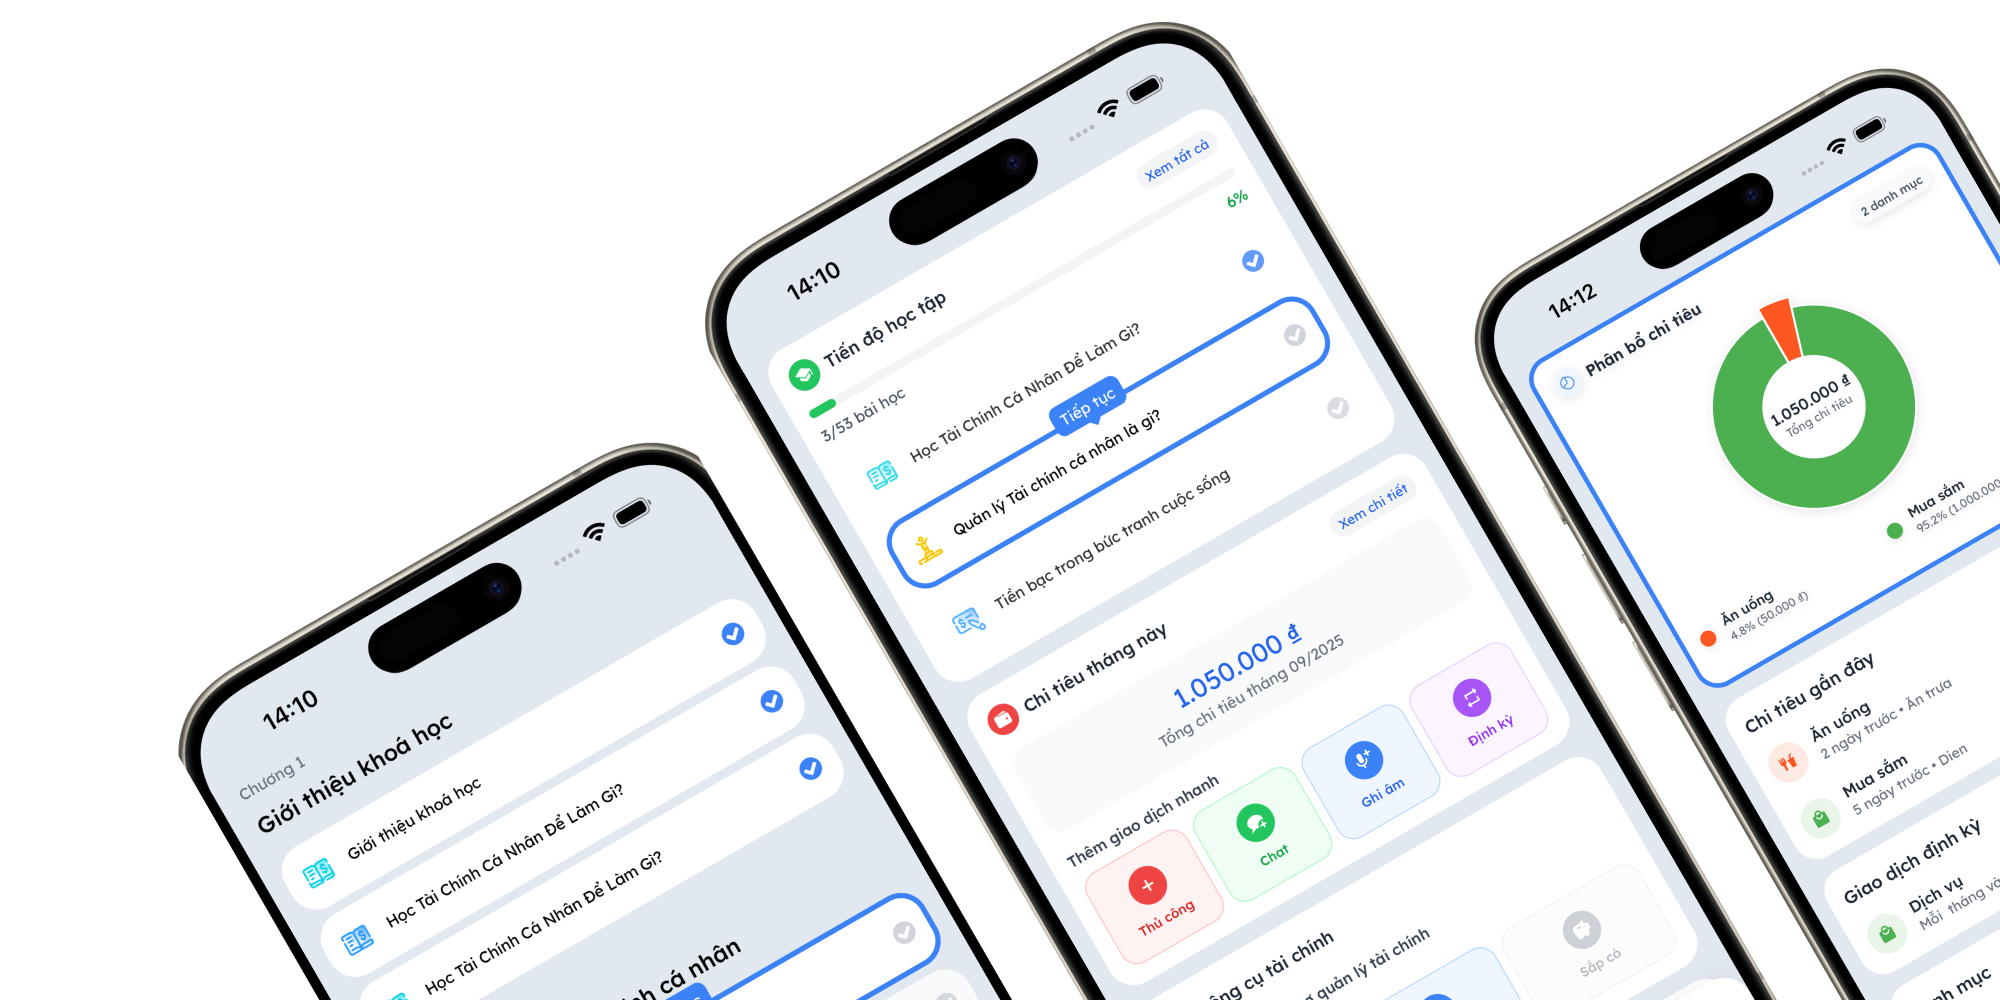 14:10
Chương 1
Giới thiệu khoá học
Giới thiệu khoá học
Học Tài Chính Cá Nhân Để Làm Gì?
Học Tài Chính Cá Nhân Để Làm Gì?
cá nhân
14:10
Tiến độ học tập
Xem tất cả
3/53 bài học
6%
Học Tài Chính Cá Nhân Để Làm Gì?
Tiếp tục
Quản lý Tài chính cá nhân là gì?
Tiền bạc trong bức tranh cuộc sống
Chi tiêu tháng này
Xem chi tiết
1.050.000 ₫
Tổng chi tiêu tháng 09/2025
Thêm giao dịch nhanh
Thủ công
Chat
Ghi âm
Định kỳ
cụ tài chính
quản lý tài chính
Sắp có
14:12
Phân bổ chi tiêu
2 danh mục
1.050.000 ₫
Tổng chi tiêu
Mua sắm
95.2% (1.000.000
Ăn uống
4.8% (50.000 ₫)
Chi tiêu gần đây
Ăn uống
2 ngày trước • Ăn trưa
Mua sắm
5 ngày trước • Dien
Giao dịch định kỳ
Dịch vụ
Mỗi tháng và
mục